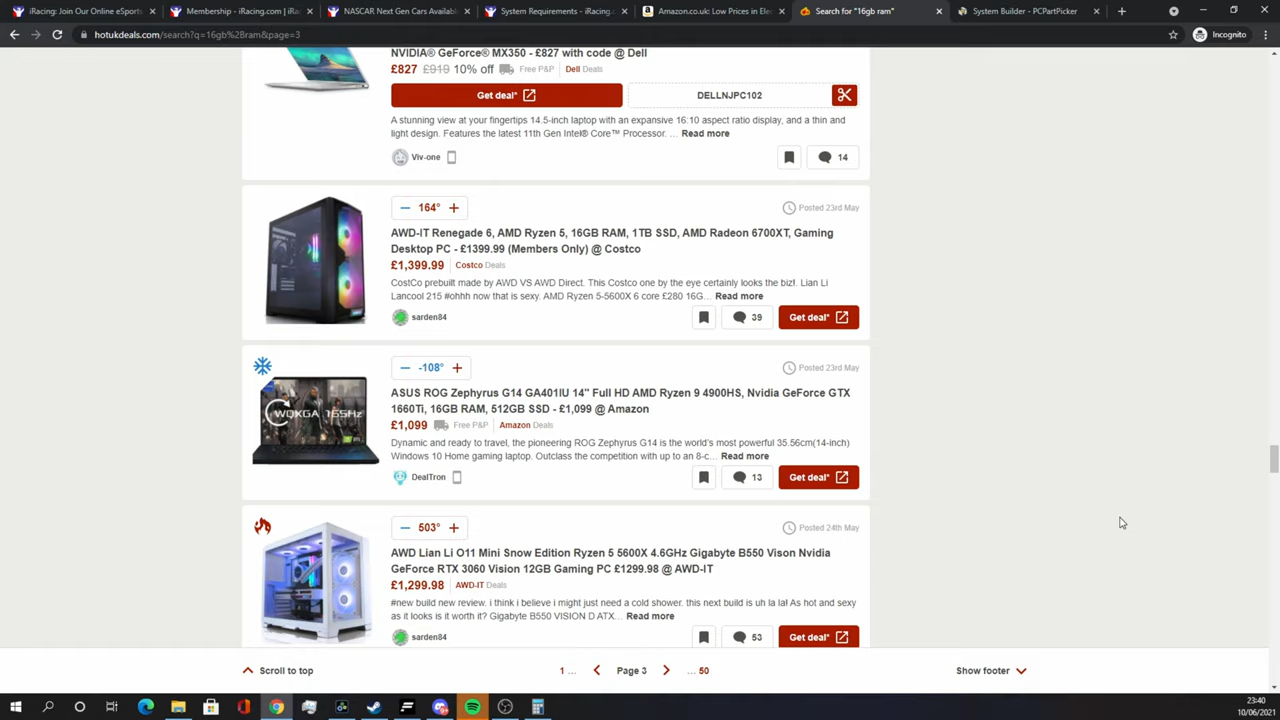 iRacing: Join Our Online eSports
Membership - iRacing.com | iRac
NASCAR Next Gen Cars Availabl
System Requirements - iRacing.c
Amazon.co.uk: Low Prices in Elec
Search for "16gb ram"
System Builder - PCPartPicker
hotukdeals.com/search?q=16gb%2Bram&page=3
Incognito
NVIDIA® GeForce® MX350 - £827 with code @ Dell
£827 £919 10% off Free P&P Dell Deals
Get deal*
DELLNJPC102
A stunning view at your fingertips 14.5-inch laptop with an expansive 16:10 aspect ratio display, and a thin and
light design. Features the latest 11th Gen Intel® Core™ Processor. ... Read more
Viv-one
14
164°
Posted 23rd May
AWD-IT Renegade 6, AMD Ryzen 5, 16GB RAM, 1TB SSD, AMD Radeon 6700XT, Gaming
Desktop PC - £1399.99 (Members Only) @ Costco
£1,399.99 Costco Deals
CostCo prebuilt made by AWD VS AWD Direct. This Costco one by the eye certainly looks the biz!. Lian Li
Lancool 215 #ohhh now that is sexy. AMD Ryzen 5-5600X 6 core £280 16G... Read more
sarden84
39
Get deal*
-108°
Posted 23rd May
ASUS ROG Zephyrus G14 GA401IU 14" Full HD AMD Ryzen 9 4900HS, Nvidia GeForce GTX
1660Ti, 16GB RAM, 512GB SSD - £1,099 @ Amazon
£1,099 Free P&P Amazon Deals
Dynamic and ready to travel, the pioneering ROG Zephyrus G14 is the world's most powerful 35.56cm(14-inch)
Windows 10 Home gaming laptop. Outclass the competition with up to an 8-c... Read more
WQXGA 165Hz
DealTron
13
Get deal*
503°
Posted 24th May
AWD Lian Li O11 Mini Snow Edition Ryzen 5 5600X 4.6GHz Gigabyte B550 Vison Nvidia
GeForce RTX 3060 Vision 12GB Gaming PC £1299.98 @ AWD-IT
£1,299.98 AWD-IT Deals
#new build new review. i think i believe i might just need a cold shower. this next build is uh la la! As hot and sexy
as it looks is it worth it? Gigabyte B550 VISION D ATX... Read more
sarden84
53
Get deal*
Scroll to top
1 ... Page 3 ... 50
Show footer
23:40
10/06/2021